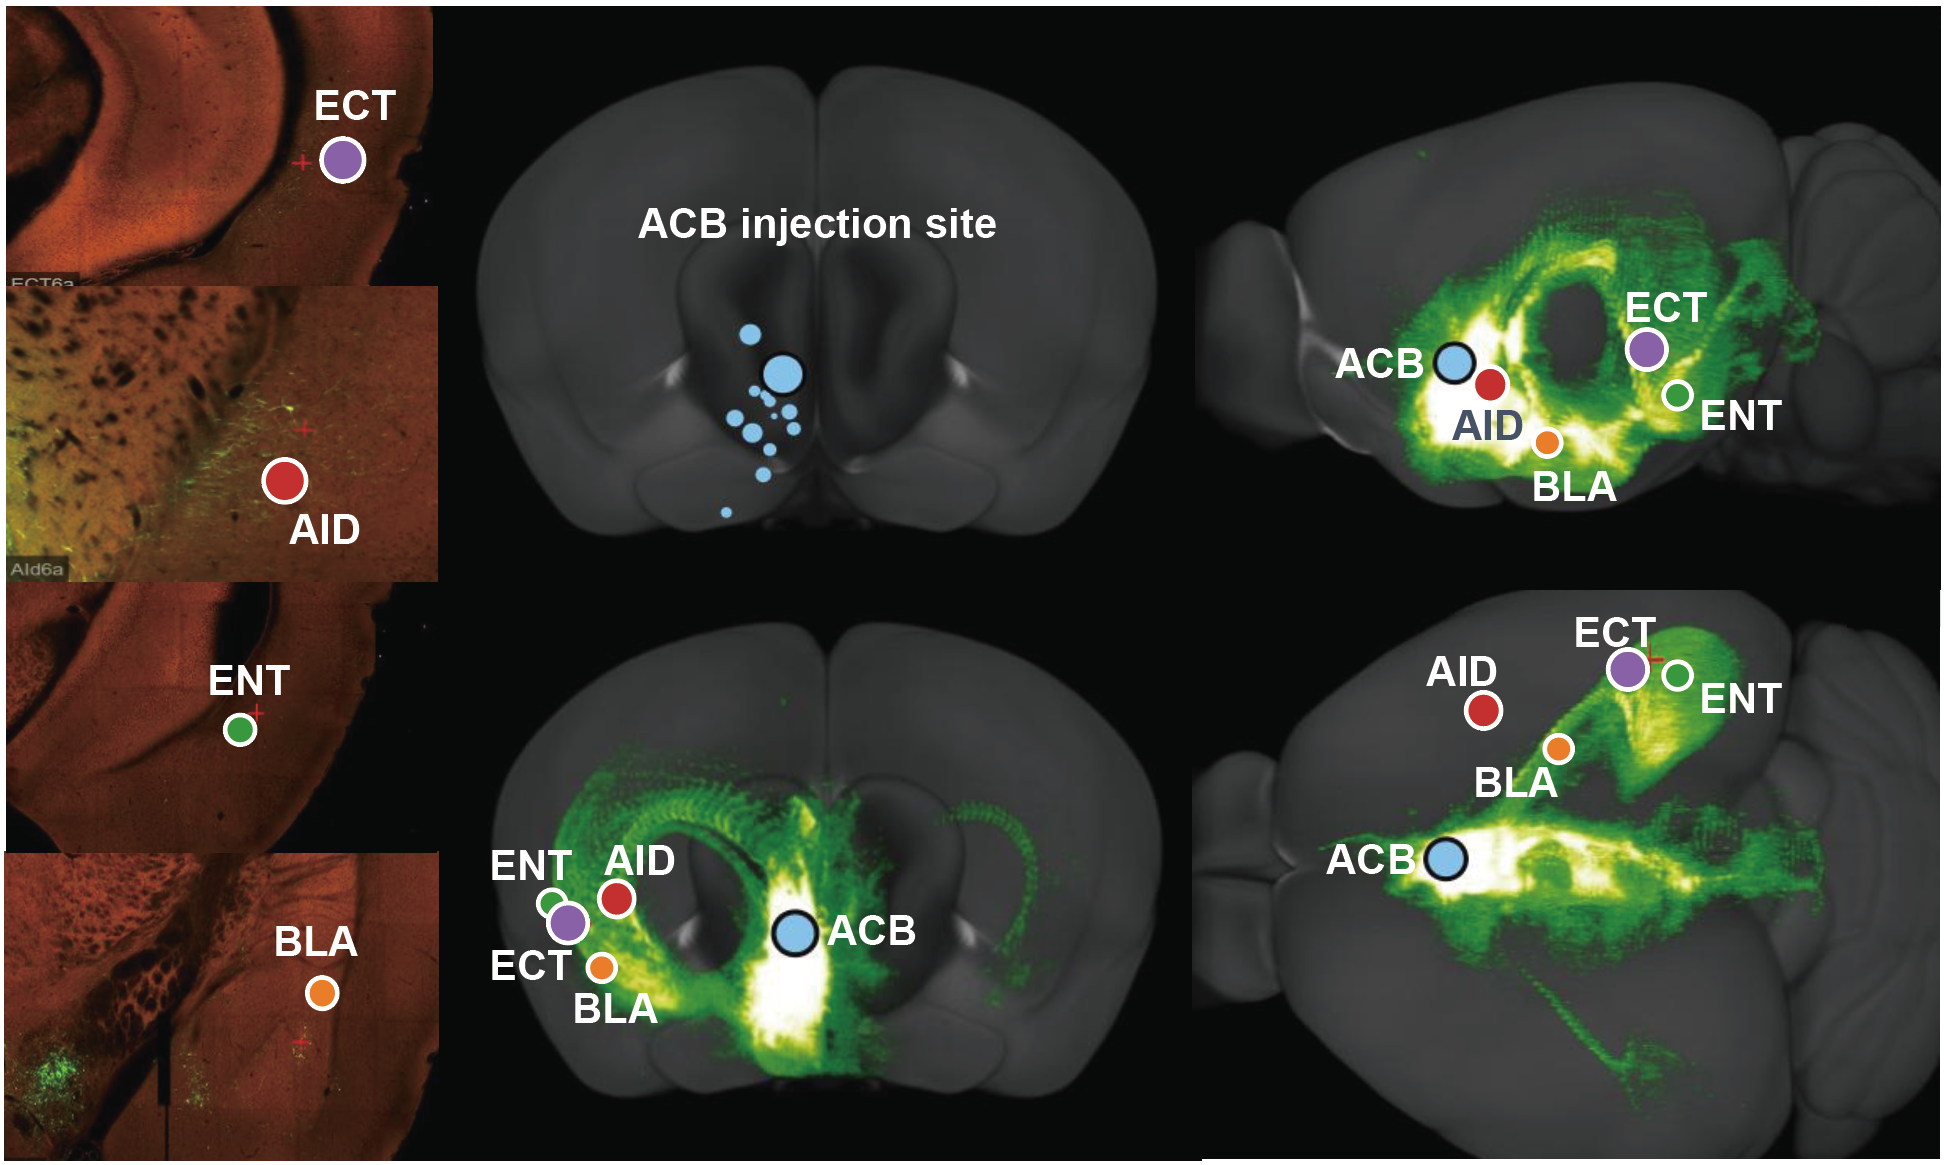 ECT
ECT6a
AID
AId6a
ENT
BLA
ACB injection site
ECT
ACB
AID
ENT
BLA
ENT
AID
ACB
ECT
BLA
ECT
AID
ENT
BLA
ACB